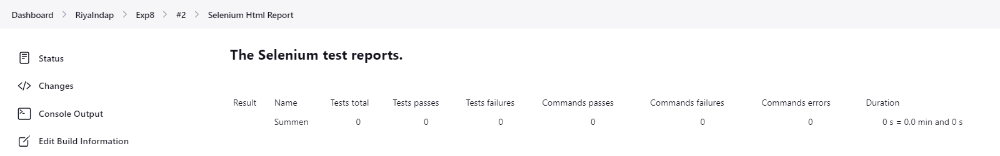 Dashboard > RiyaIndap > Exp8 > #2 > Selenium Html Report
The Selenium test reports.
Status
Changes
Console Output
Edit Build Information
Result Name Tests total Tests passes Tests failures Commands passes Commands failures Commands errors Duration
Summen 0 0 0 0 0 0 0 s = 0.0 min and 0 s